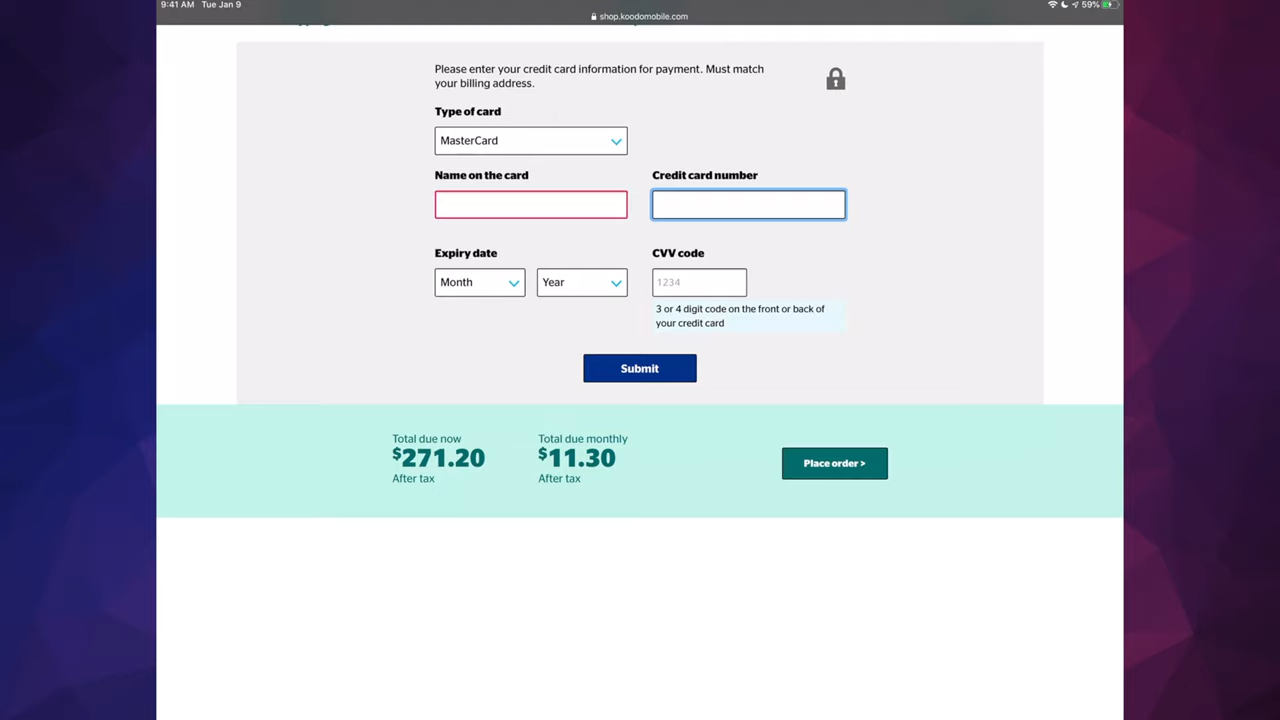 9:41 AM Tue Jan 9
59%
shop.koodomobile.com
Please enter your credit card information for payment. Must match
your billing address.
Type of card
MasterCard
Name on the card
Credit card number
Expiry date
CVV code
Month
Year
1234
3 or 4 digit code on the front or back of
your credit card
Submit
Total due now
Total due monthly
$271.20
$11.30
Place order >
After tax
After tax